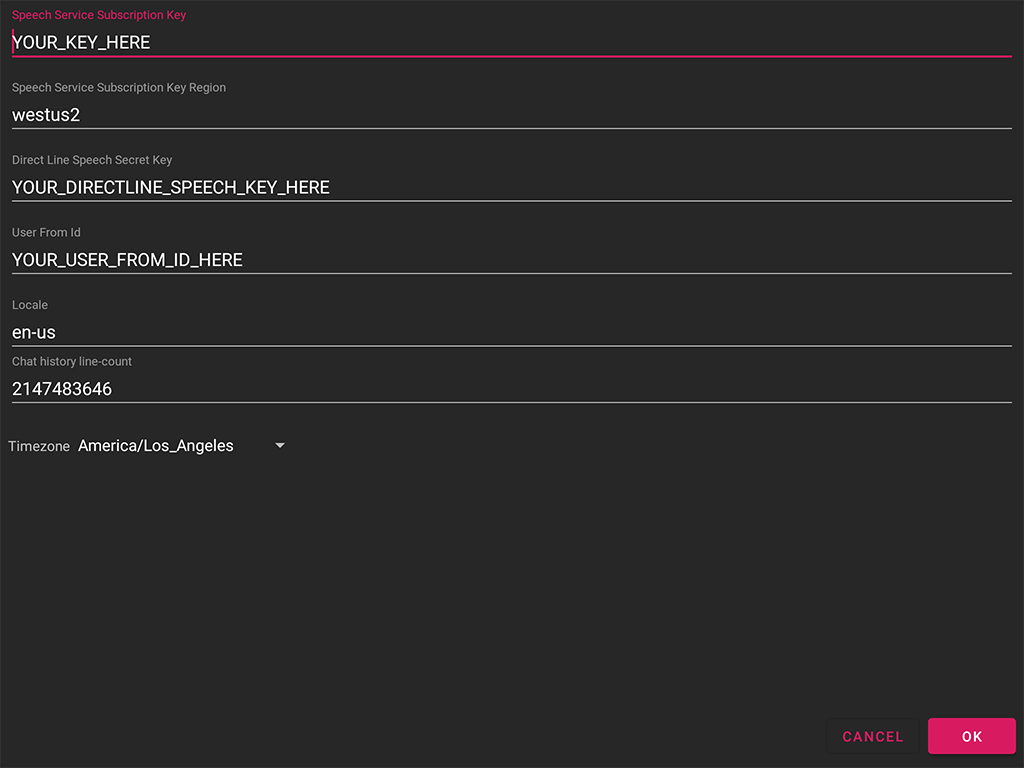 Speech Service Subscription Key
YOUR_KEY_HERE
Speech Service Subscription Key Region
westus2
Direct Line Speech Secret Key
YOUR_DIRECTLINE_SPEECH_KEY_HERE
User From Id
YOUR_USER_FROM_ID_HERE
Locale
en-us
Chat history line-count
2147483646
Timezone America/Los_Angeles
CANCEL OK